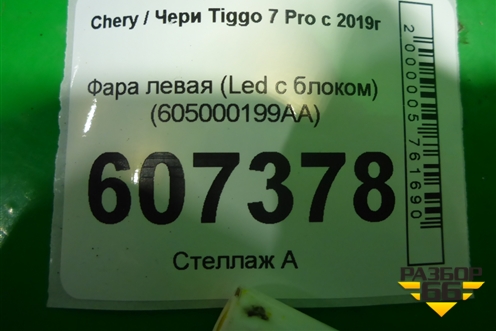 Chery / Чери Tiggo 7 Pro с 2019г
Фара левая (Led с блоком)
(605000199AA)
607378
Стеллаж А
2000005761690
РАЗБОР
66